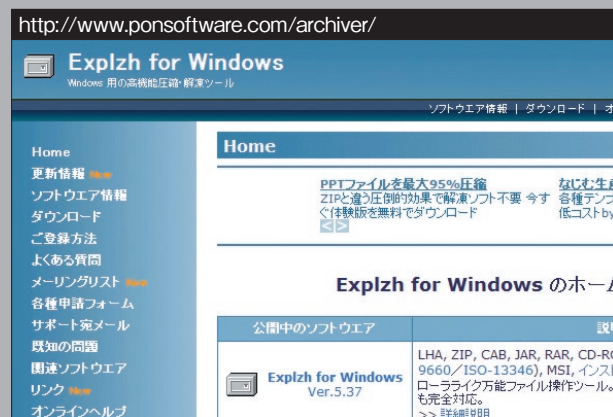 http://www.ponsoftware.com/archiver/
Explzh for Windows
Windows 用の高機能圧縮・解凍ツール
ソフトウエア情報 | ダウンロード | オ
Home
更新情報 New
ソフトウエア情報
ダウンロード
ご登録方法
よくある質問
メーリングリスト New
各種申請フォーム
サポート宛メール
既知の問題
関連ソフトウエア
リンク New
オンラインヘルプ
Home
PPTファイルを最大95%圧縮
ZIPと違う圧倒的効果で解凍ソフト不要 今す
ぐ体験版を無料でダウンロード
なじむ生産
各種テンプ
低コストby
Explzh for Windows のホーム
公開中のソフトウエア
説
Explzh for Windows
Ver.5.37
LHA, ZIP, CAB, JAR, RAR, CD-RO
9660/ISO-13346), MSI, インス
ローララィク万能ファイル操作ツール。
も完全対応。
>> 詳細説明